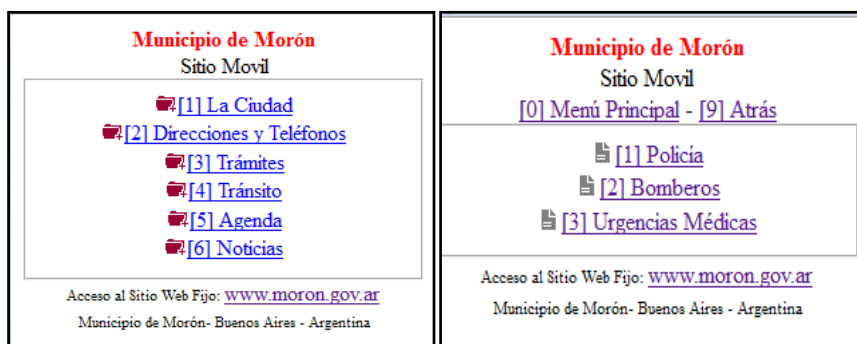 Municipio de Morón
Sitio Movil
[1] La Ciudad
[2] Direcciones y Teléfonos
[3] Trámites
[4] Tránsito
[5] Agenda
[6] Noticias
Acceso al Sitio Web Fijo: www.moron.gov.ar
Municipio de Morón- Buenos Aires - Argentina
Municipio de Morón
Sitio Movil
[0] Menú Principal - [9] Atrás
[1] Policía
[2] Bomberos
[3] Urgencias Médicas
Acceso al Sitio Web Fijo: www.moron.gov.ar
Municipio de Morón- Buenos Aires - Argentina